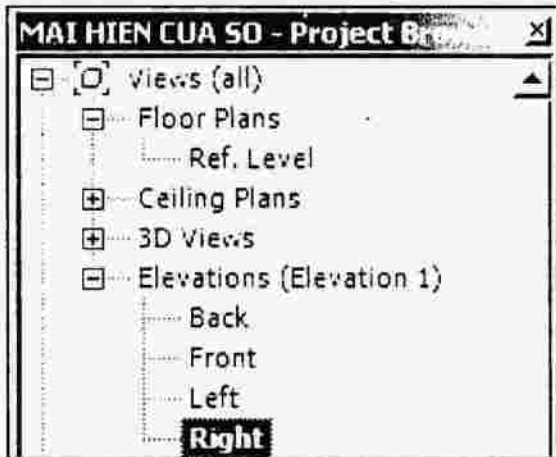 MAI HIEN CUA SO - Project Bro
Views (all)
Floor Plans
Ref. Level
Ceiling Plans
3D Views
Elevations (Elevation 1)
Back
Front
Left
Right